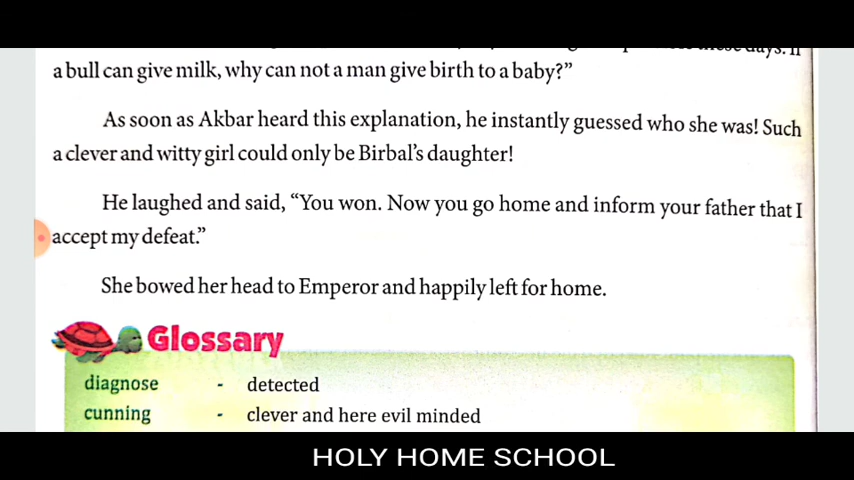 these days. If
a bull can give milk, why can not a man give birth to a baby?”
As soon as Akbar heard this explanation, he instantly guessed who she was! Such
a clever and witty girl could only be Birbal’s daughter!
He laughed and said, “You won. Now you go home and inform your father that I
accept my defeat.”
She bowed her head to Emperor and happily left for home.
Glossary
diagnose - detected
cunning - clever and here evil minded
HOLY HOME SCHOOL